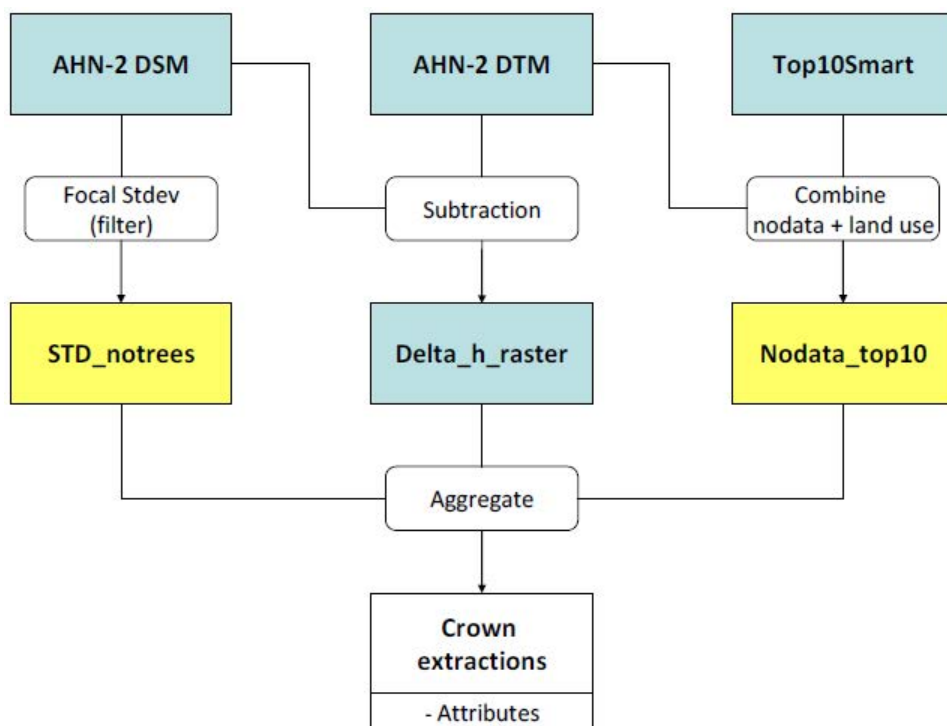 AHN-2 DSM
AHN-2 DTM
Top10Smart
Focal Stdev
(filter)
Subtraction
Combine
nodata + land use
STD_notrees
Delta_h_raster
Nodata_top10
Aggregate
Crown
extractions
- Attributes